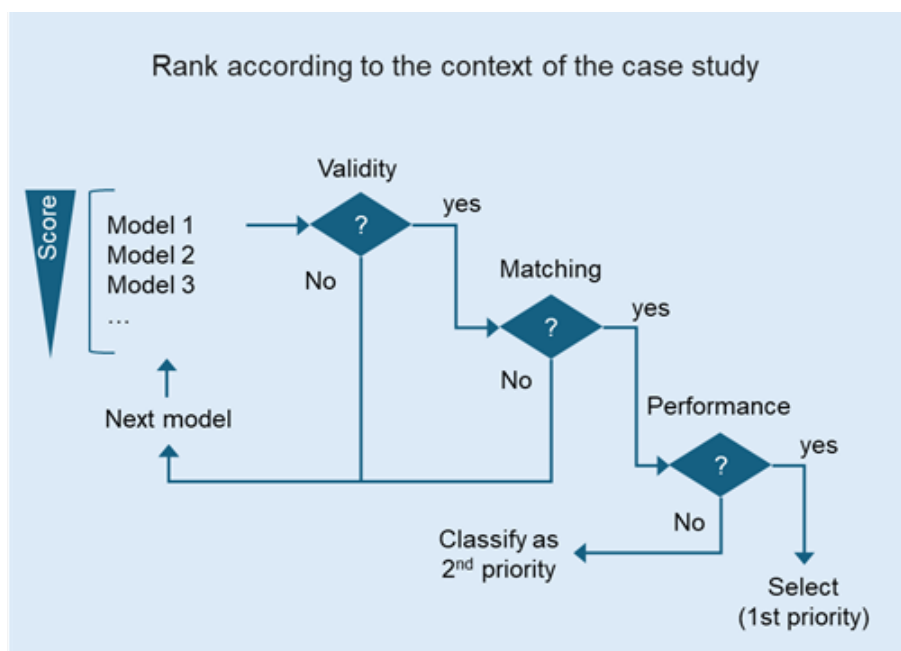 Rank according to the context of the case study
Validity
Score
Model 1
Model 2
Model 3
...
?
yes
No
Matching
?
yes
No
Next model
Performance
?
yes
No
Classify as
2nd priority
Select
(1st priority)